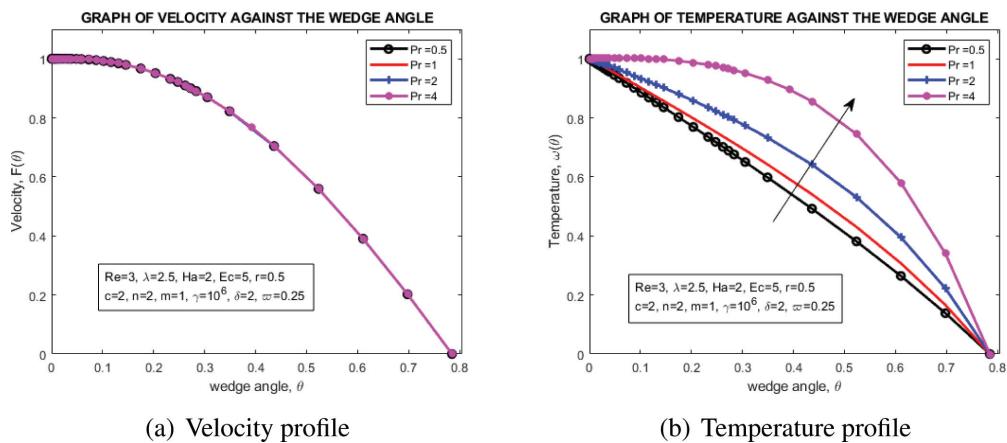 GRAPH OF VELOCITY AGAINST THE WEDGE ANGLE
Velocity, F(θ)
1
0.8
0.6
0.4
0.2
0
0 0.1 0.2 0.3 0.4 0.5 0.6 0.7 0.8
wedge angle, θ
Pr =0.5
Pr =1
Pr =2
Pr =4
Re=3, λ=2.5, Ha=2, Ec=5, r=0.5
c=2, n=2, m=1, γ=10⁶, δ=2, ϖ=0.25
(a) Velocity profile
GRAPH OF TEMPERATURE AGAINST THE WEDGE ANGLE
Temperature, ω(θ)
1
0.8
0.6
0.4
0.2
0
0 0.1 0.2 0.3 0.4 0.5 0.6 0.7 0.8
wedge angle, θ
Pr =0.5
Pr =1
Pr =2
Pr =4
Re=3, λ=2.5, Ha=2, Ec=5, r=0.5
c=2, n=2, m=1, γ=10⁶, δ=2, ϖ=0.25
(b) Temperature profile